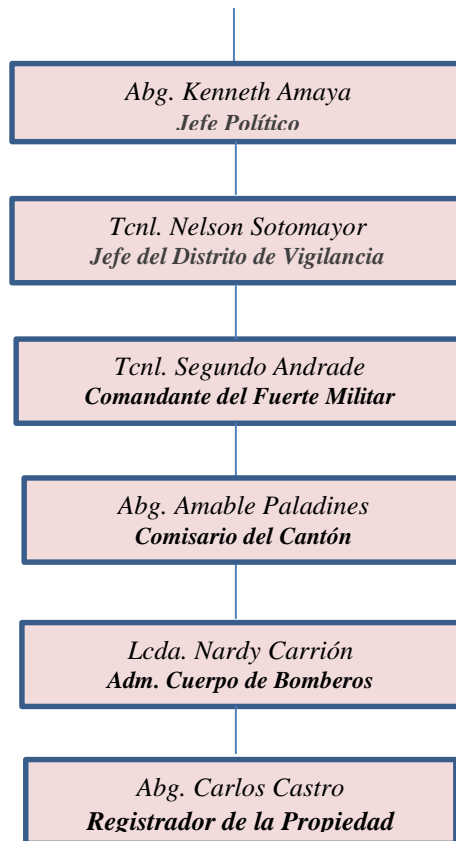 Abg. Kenneth Amaya
Jefe Político
Tcnl. Nelson Sotomayor
Jefe del Distrito de Vigilancia
Tcnl. Segundo Andrade
Comandante del Fuerte Militar
Abg. Amable Paladines
Comisario del Cantón
Lcda. Nardy Carrión
Adm. Cuerpo de Bomberos
Abg. Carlos Castro
Registrador de la Propiedad